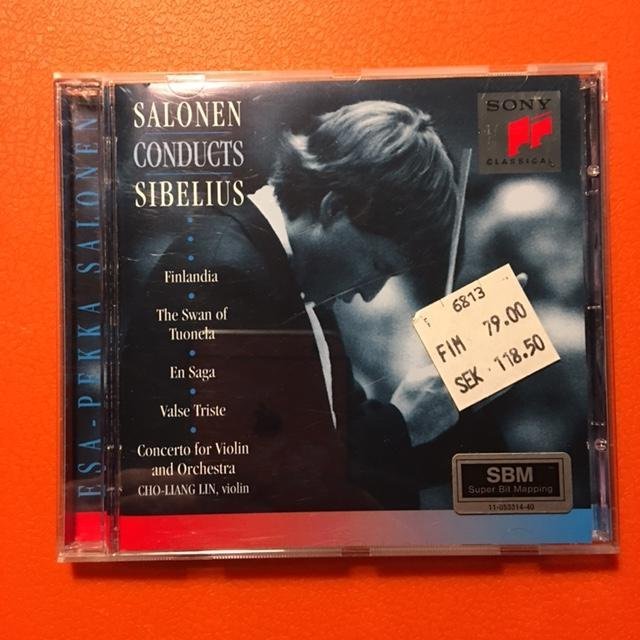 ESA-PEKKA SALONEN
SALONEN
CONDUCTS
SIBELIUS
Finlandia
The Swan of
Tuonela
En Saga
Valse Triste
Concerto for Violin
and Orchestra
CHO-LIANG LIN, violin
SONY
CLASSICAL
6813
FIM 79.00
SEK 118.50
SBM
Super Bit Mapping
11-053314-40